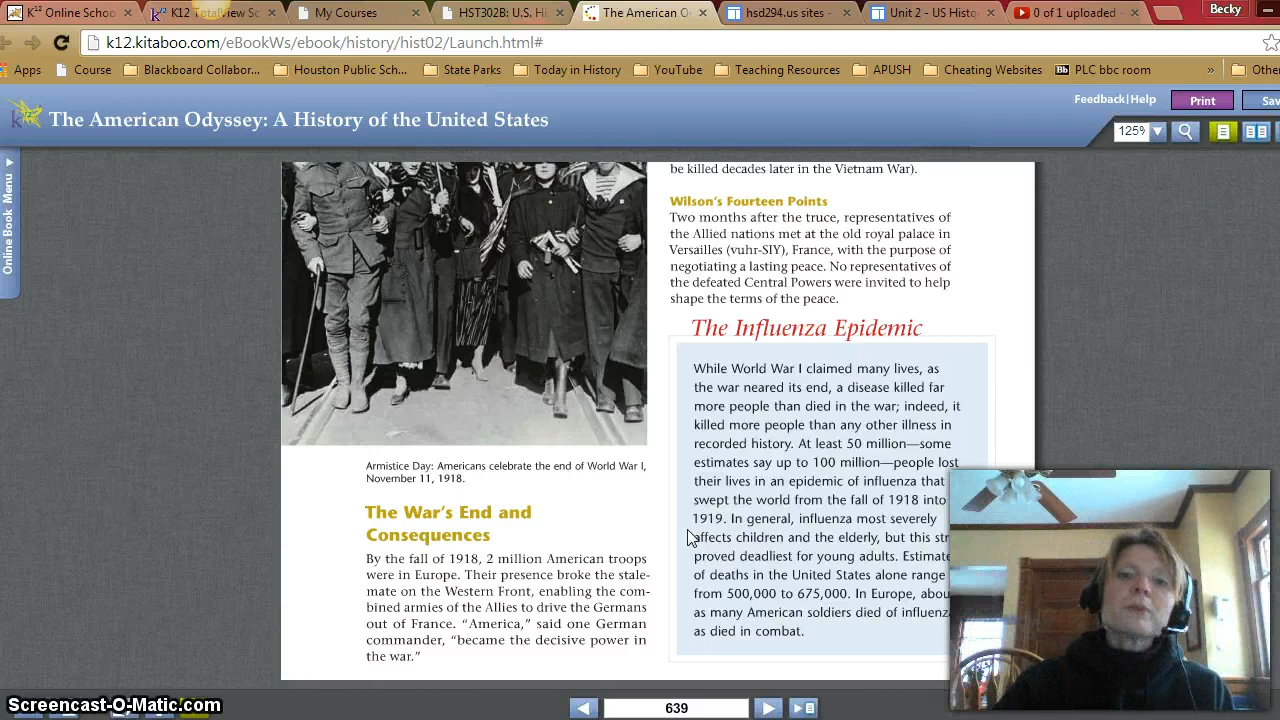 K¹² Online Schoo
K12 TotalView Sc
My Courses
HST302B: U.S. Hi
The American O
hsd294.us sites -
Unit 2 - US Histo
0 of 1 uploaded -
Becky
k12.kitaboo.com/eBookWs/ebook/history/hist02/Launch.html#
Apps
Course
Blackboard Collabor...
Houston Public Sch...
State Parks
Today in History
YouTube
Teaching Resources
APUSH
Cheating Websites
Bb PLC bbc room
»
Other
The American Odyssey: A History of the United States
Feedback|Help
Print
Sav
125%
Online Book Menu
be killed decades later in the Vietnam War).
Wilson's Fourteen Points
Two months after the truce, representatives of
the Allied nations met at the old royal palace in
Versailles (vuhr-SIY), France, with the purpose of
negotiating a lasting peace. No representatives of
the defeated Central Powers were invited to help
shape the terms of the peace.
The Influenza Epidemic
While World War I claimed many lives, as
the war neared its end, a disease killed far
more people than died in the war; indeed, it
killed more people than any other illness in
recorded history. At least 50 million—some
estimates say up to 100 million—people lost
their lives in an epidemic of influenza that
swept the world from the fall of 1918 into
1919. In general, influenza most severely
affects children and the elderly, but this str
proved deadliest for young adults. Estimate
of deaths in the United States alone range
from 500,000 to 675,000. In Europe, abou
as many American soldiers died of influenza
as died in combat.
Armistice Day: Americans celebrate the end of World War I,
November 11, 1918.
The War's End and
Consequences
By the fall of 1918, 2 million American troops
were in Europe. Their presence broke the stale-
mate on the Western Front, enabling the com-
bined armies of the Allies to drive the Germans
out of France. "America," said one German
commander, "became the decisive power in
the war."
Screencast-O-Matic.com
639